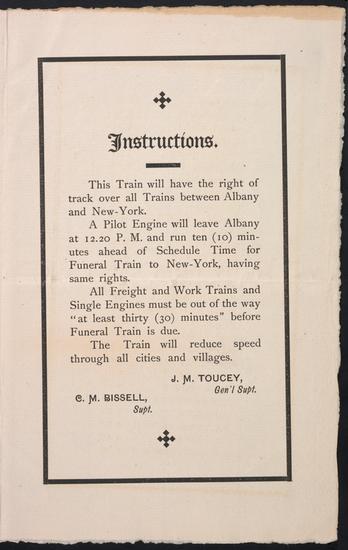 Instructions.
This Train will have the right of
track over all Trains between Albany
and New-York.
A Pilot Engine will leave Albany
at 12.20 P. M. and run ten (10) min-
utes ahead of Schedule Time for
Funeral Train to New-York, having
same rights.
All Freight and Work Trains and
Single Engines must be out of the way
"at least thirty (30) minutes" before
Funeral Train is due.
The Train will reduce speed
through all cities and villages.
J. M. TOUCEY,
Gen'l Supt.
C. M. BISSELL,
Supt.